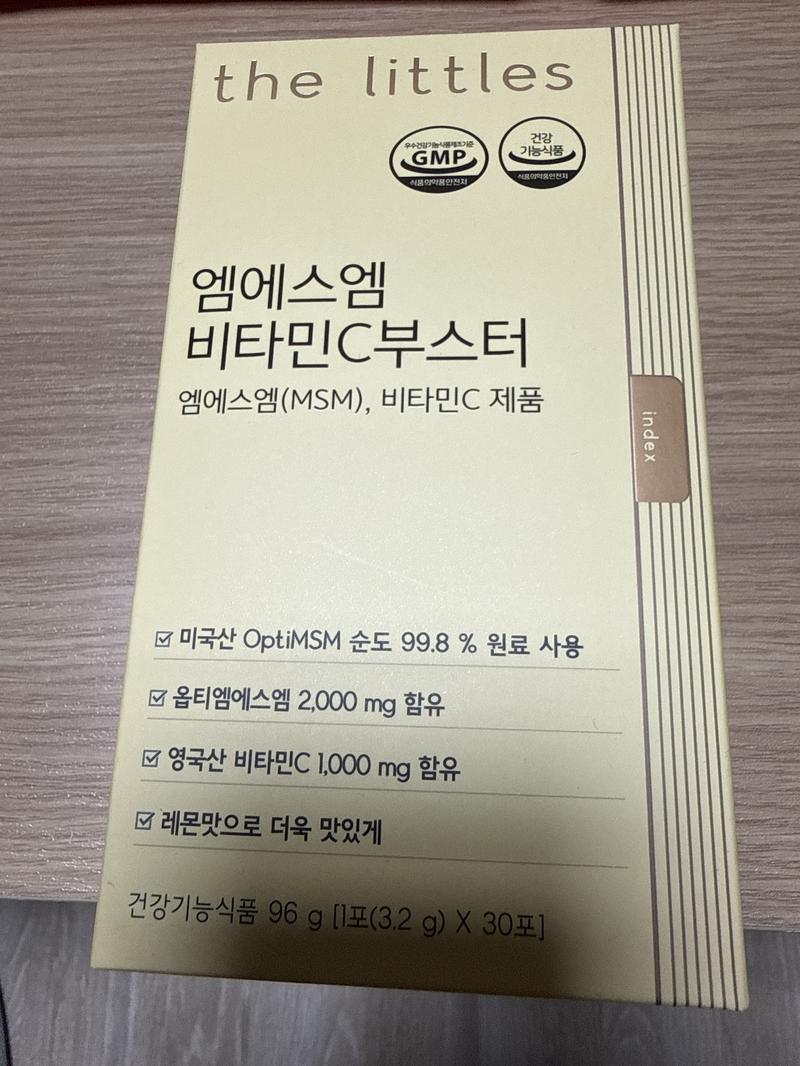 the littles
우수건강기능식품제조기준
GMP
식품의약품안전처
건강
기능식품
식품의약품안전처
엠에스엠
비타민C부스터
엠에스엠(MSM), 비타민C 제품
index
☑ 미국산 OptiMSM 순도 99.8 % 원료 사용
☑ 옵티엠에스엠 2,000 mg 함유
☑ 영국산 비타민C 1,000 mg 함유
☑ 레몬맛으로 더욱 맛있게
건강기능식품 96 g [1포(3.2 g) X 30포]